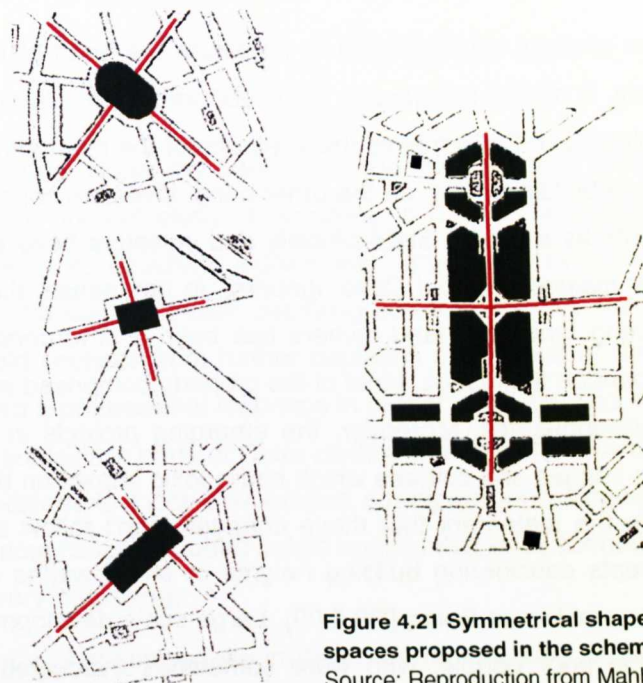 Figure 4.21 Symmetrical shape
spaces proposed in the schem
Source: Reproduction from Mahl